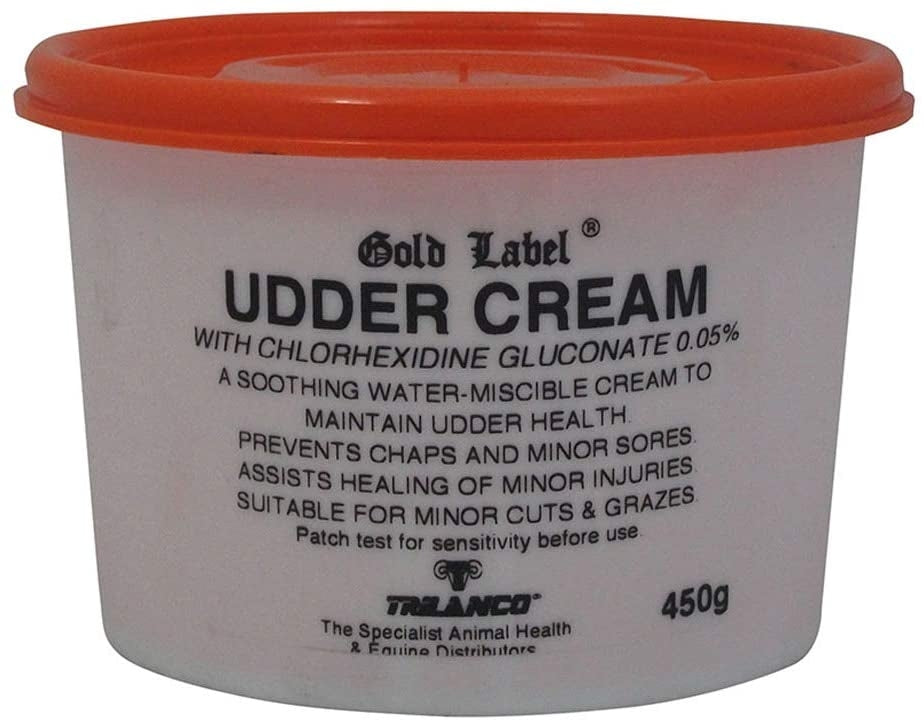 Gold Label ®
UDDER CREAM
WITH CHLORHEXIDINE GLUCONATE 0.05%
A SOOTHING WATER-MISCIBLE CREAM TO
MAINTAIN UDDER HEALTH.
PREVENTS CHAPS AND MINOR SORES.
ASSISTS HEALING OF MINOR INJURIES.
SUITABLE FOR MINOR CUTS & GRAZES.
Patch test for sensitivity before use.
TRILANCO®
450g
The Specialist Animal Health
& Equine Distributors